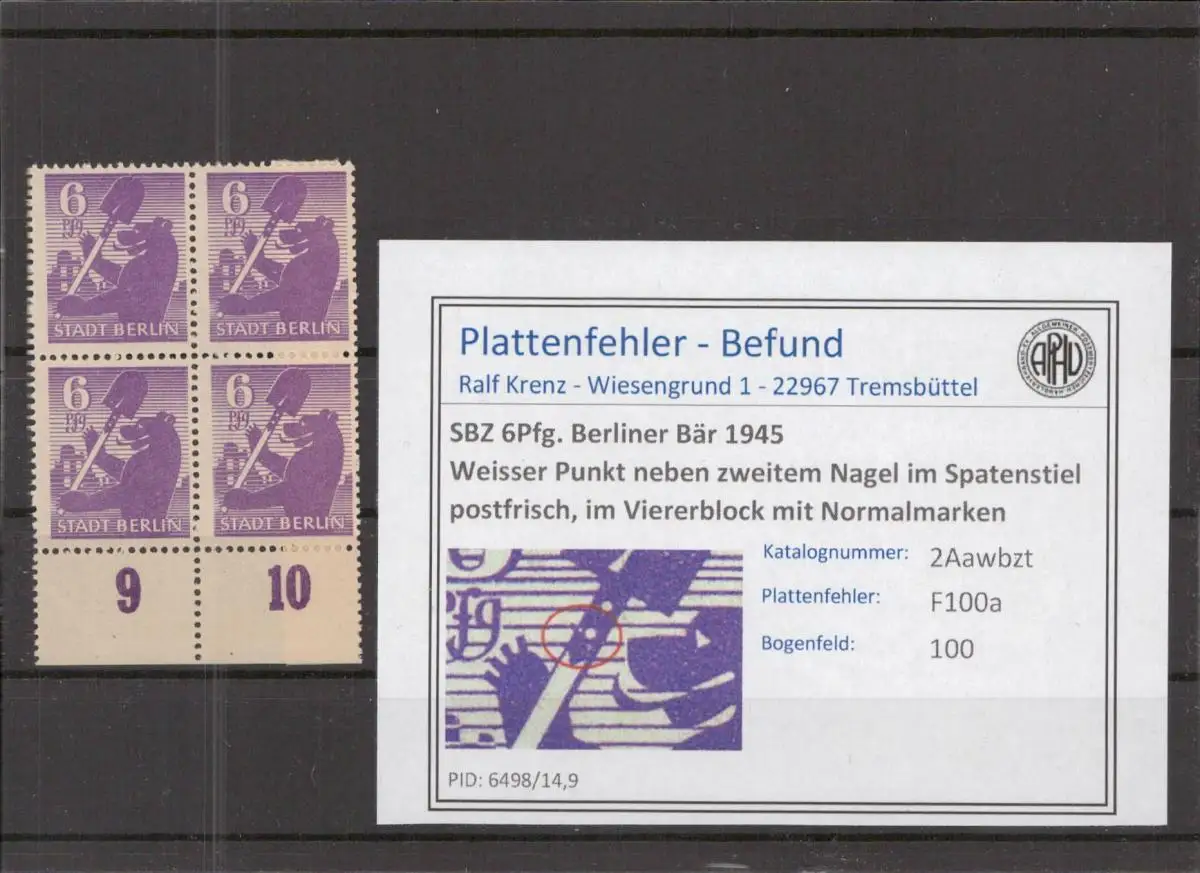 6
Pfg
STADT BERLIN
6
Pfg
STADT BERLIN
6
Pfg
STADT BERLIN
6
Pfg
STADT BERLIN
9
10
Plattenfehler - Befund
Ralf Krenz - Wiesengrund 1 - 22967 Tremsbüttel
APHV
SBZ 6Pfg. Berliner Bär 1945
Weisser Punkt neben zweitem Nagel im Spatenstiel
postfrisch, im Viererblock mit Normalmarken
Pfg
Katalognummer: 2Aawbzt
Plattenfehler: F100a
Bogenfeld: 100
PID: 6498/14,9